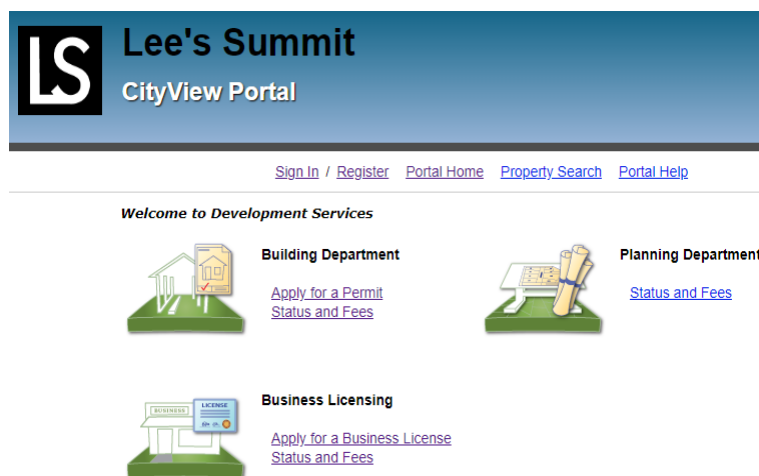 LS
Lee's Summit
CityView Portal
Sign In / Register Portal Home Property Search Portal Help
Welcome to Development Services
Building Department
Apply for a Permit
Status and Fees
Planning Department
Status and Fees
BUSINESS
LICENSE
Business Licensing
Apply for a Business License
Status and Fees